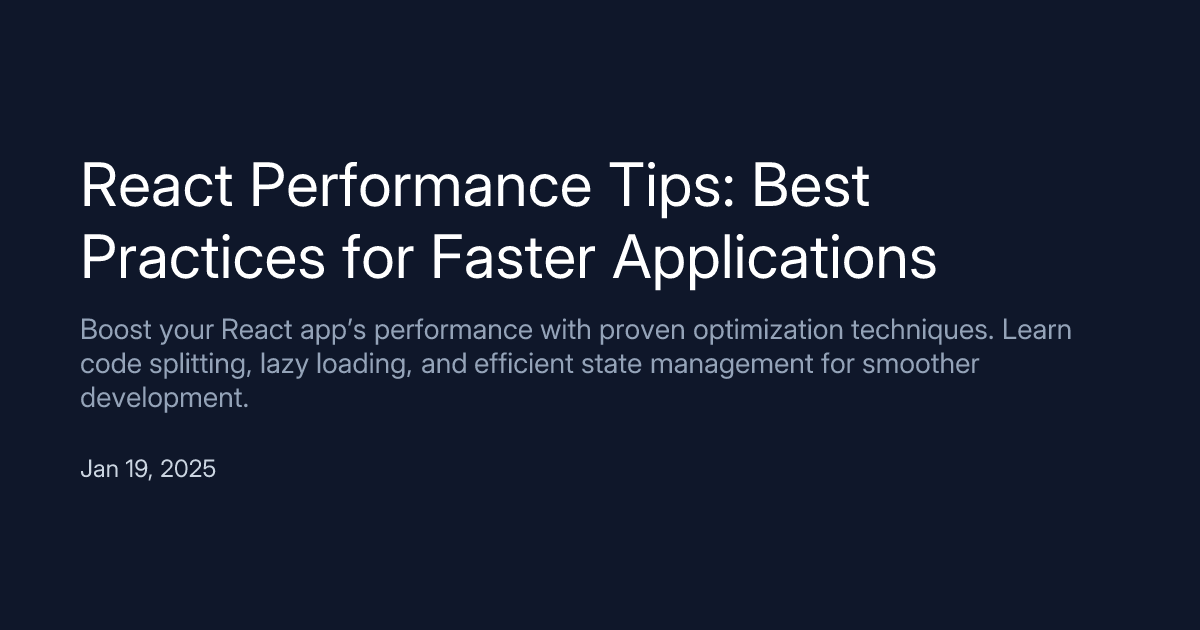 React Performance Tips: Best
Practices for Faster Applications
Boost your React app’s performance with proven optimization techniques. Learn
code splitting, lazy loading, and efficient state management for smoother
development.
Jan 19, 2025